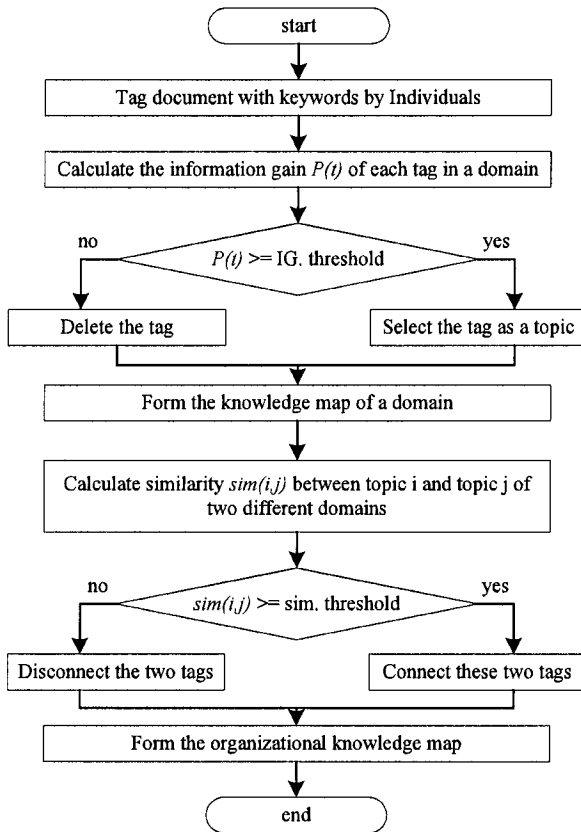 start
Tag document with keywords by Individuals
Calculate the information gain P(t) of each tag in a domain
no
yes
P(t) >= IG. threshold
Delete the tag
Select the tag as a topic
Form the knowledge map of a domain
Calculate similarity sim(i,j) between topic i and topic j of
two different domains
no
yes
sim(i,j) >= sim. threshold
Disconnect the two tags
Connect these two tags
Form the organizational knowledge map
end